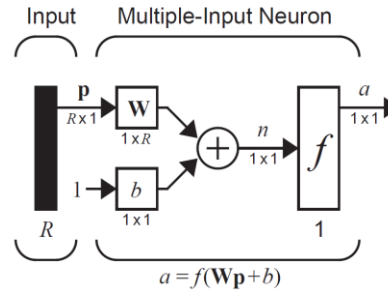 Input Multiple-Input Neuron
p W a
R x 1 1 x R n 1 x 1
+ 1 x 1 f
1 b
1 x 1
R 1
a = f(Wp+b)